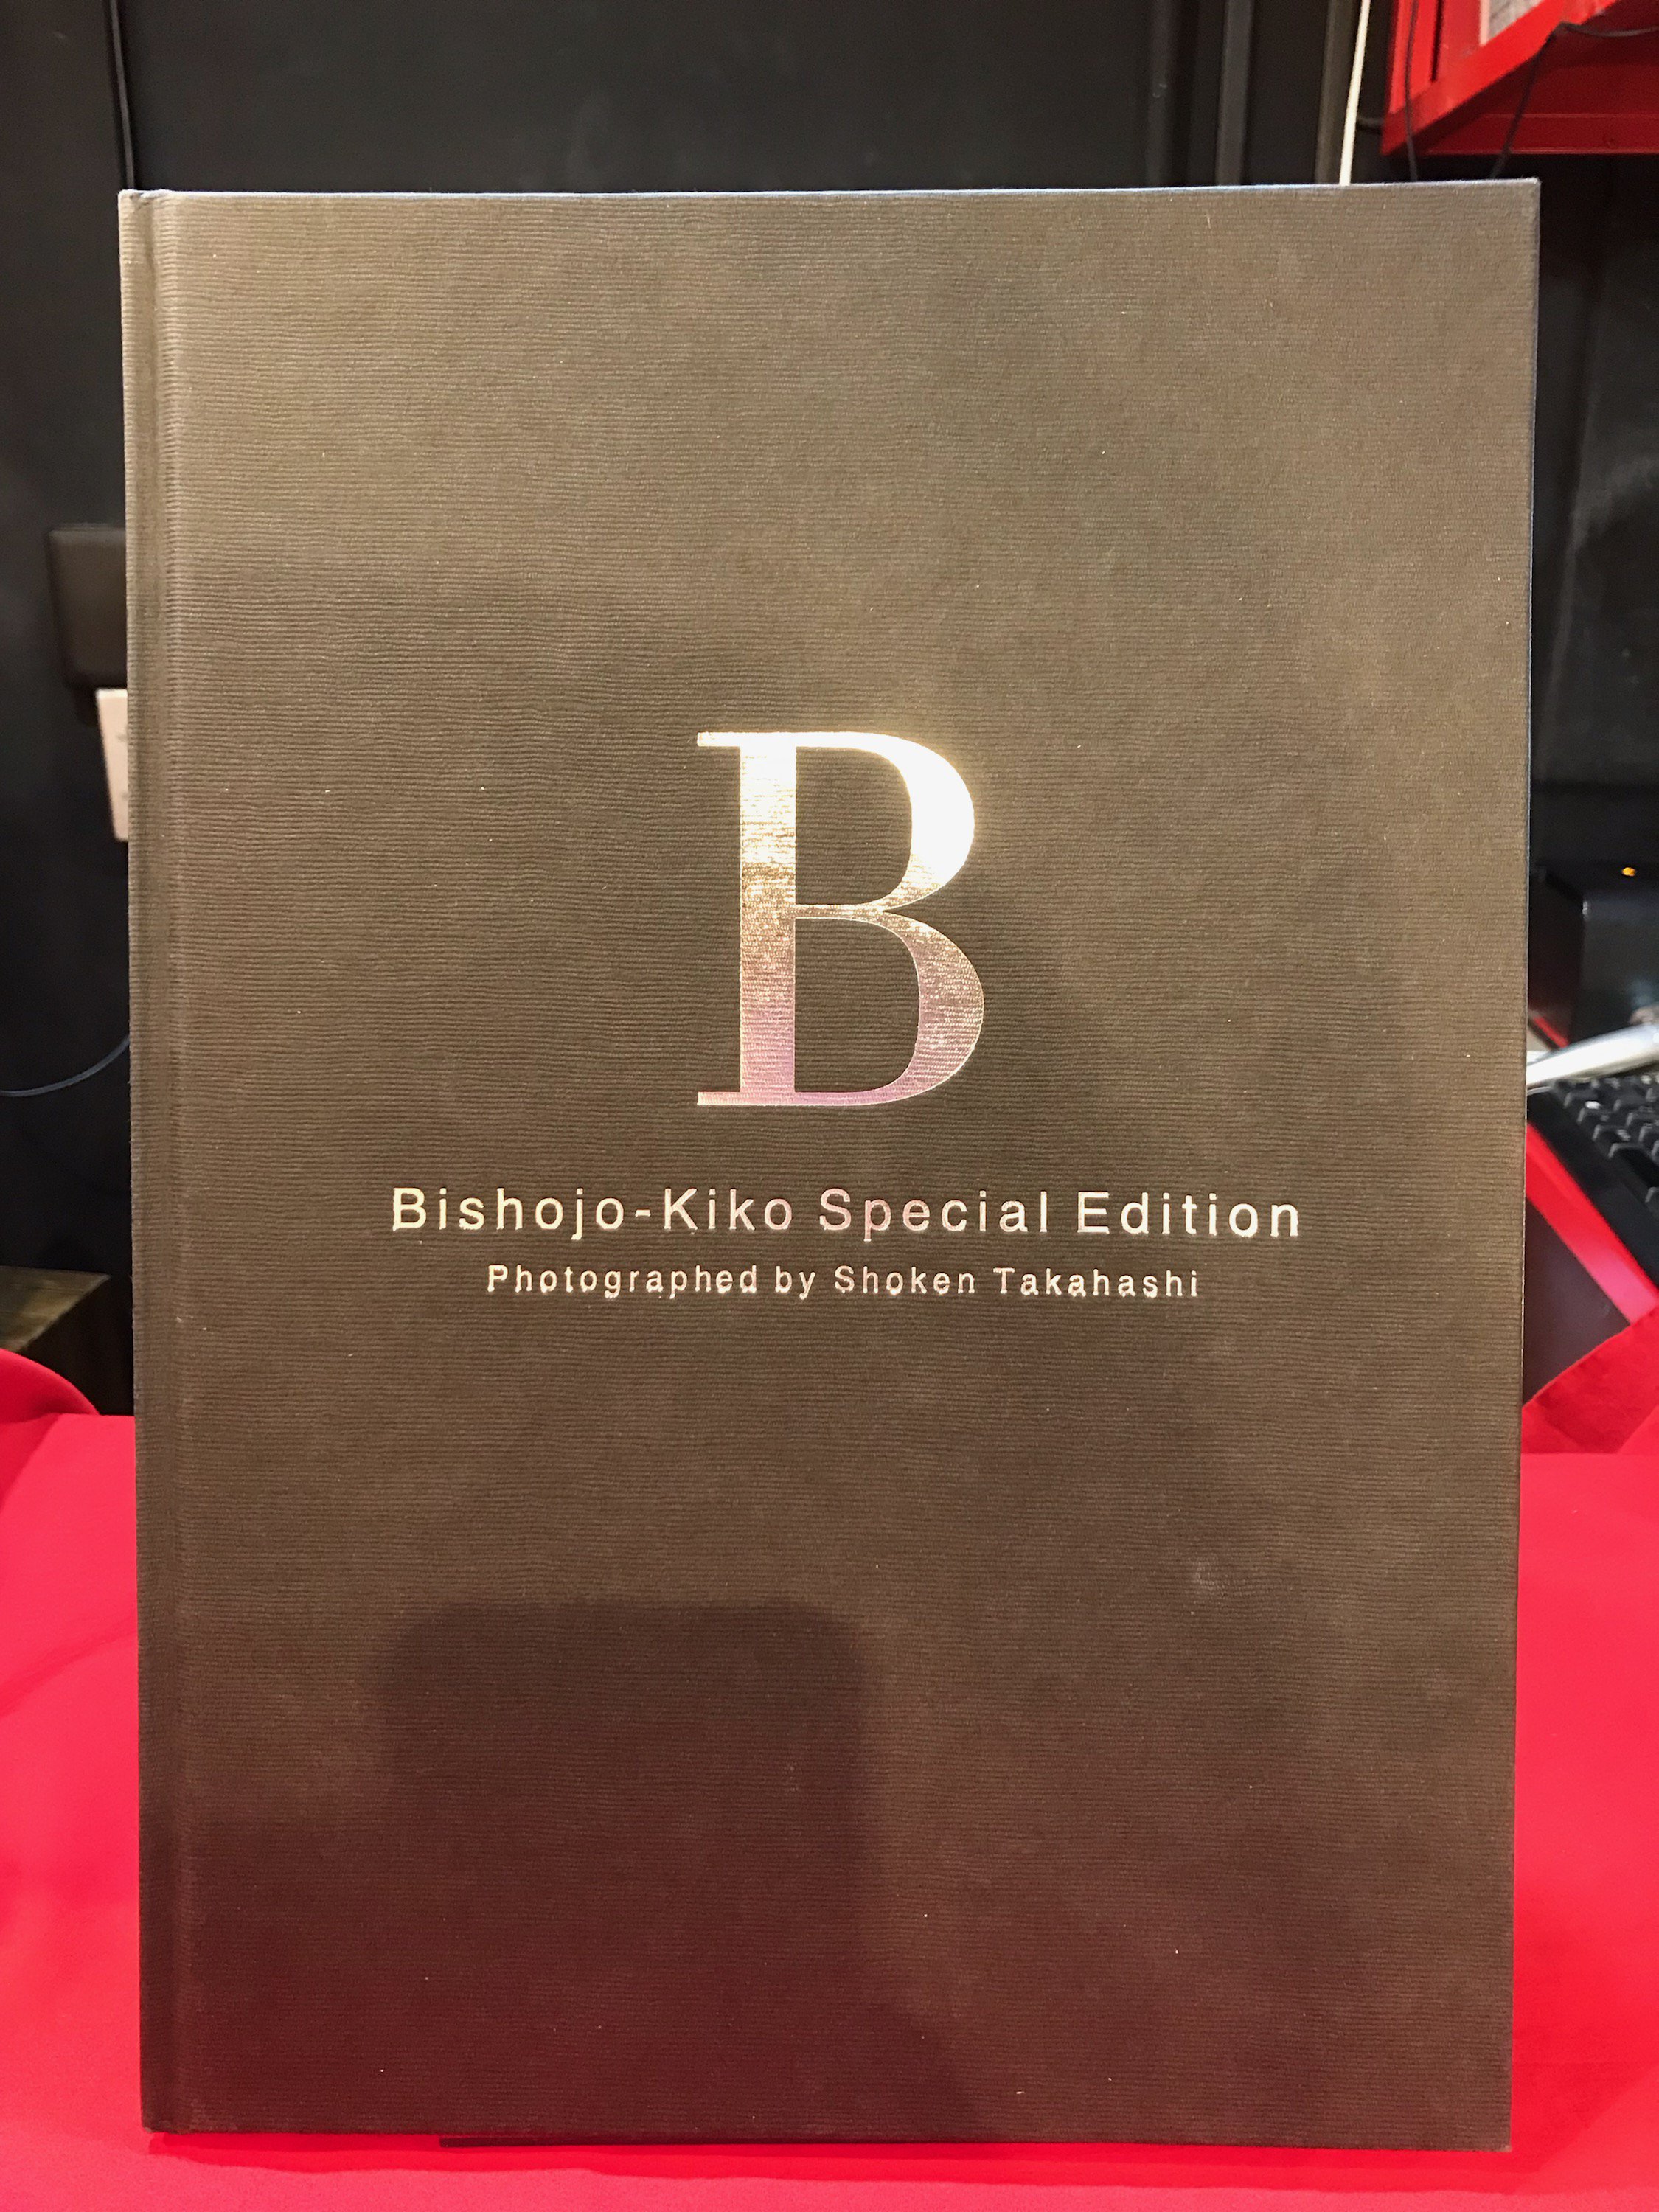 B
Bishojo-Kiko Special Edition
Photographed by Shoken Takahashi